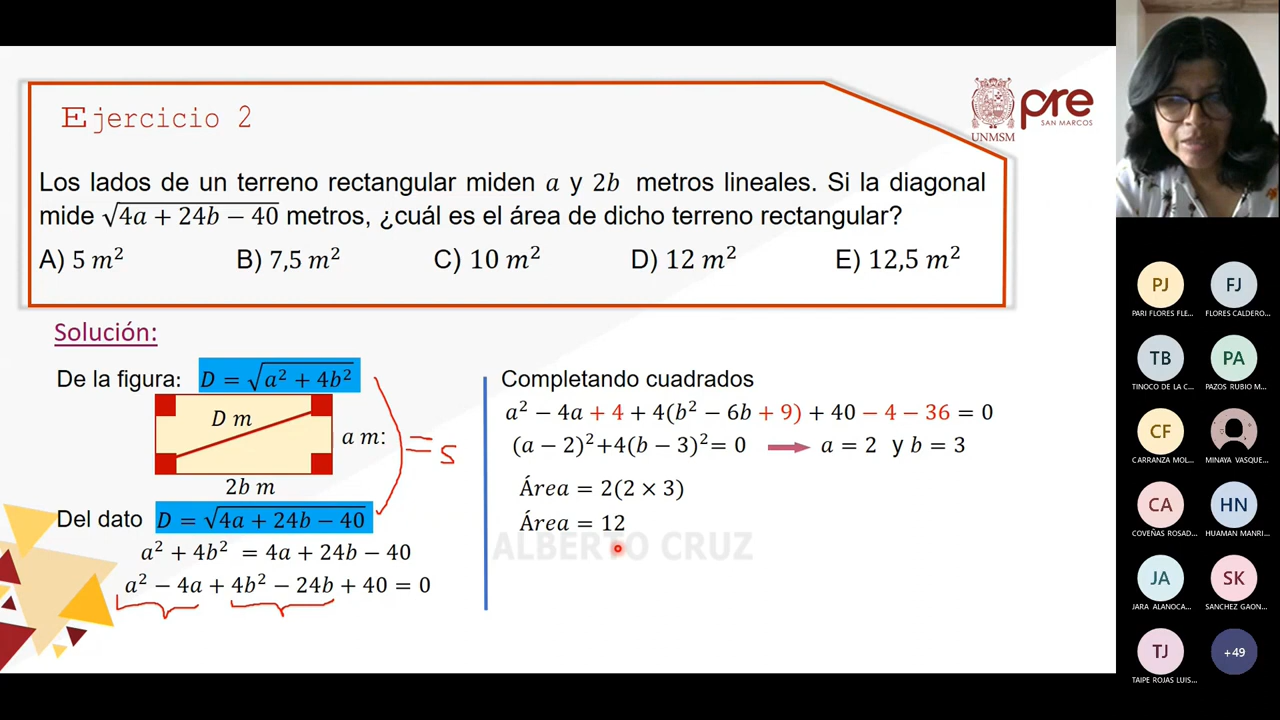 Ejercicio 2
UNMSM
pre
SAN MARCOS
Los lados de un terreno rectangular miden a y 2b metros lineales. Si la diagonal
mide √(4a + 24b − 40) metros, ¿cuál es el área de dicho terreno rectangular?
A) 5 m² B) 7,5 m² C) 10 m² D) 12 m² E) 12,5 m²
Solución:
De la figura: D = √(a² + 4b²)
D m
a m:
2b m
= s
Del dato D = √(4a + 24b − 40)
a² + 4b² = 4a + 24b − 40
a² − 4a + 4b² − 24b + 40 = 0
Completando cuadrados
a² − 4a + 4 + 4(b² − 6b + 9) + 40 − 4 − 36 = 0
(a − 2)²+4(b − 3)²= 0 a = 2 y b = 3
Área = 2(2 × 3)
Área = 12
ALBERTO CRUZ
PJ
PARI FLORES FLE...
FJ
FLORES CALDERO...
TB
TINOCO DE LA C...
PA
PAZOS RUBIO M...
CF
CARRANZA MOL...
MINAYA VASQUE...
CA
COVEÑAS ROSAD...
HN
HUAMAN MANRI...
JA
JARA ALANOCA...
SK
SANCHEZ GAON...
TJ
TAIPE ROJAS LUIS...
+49